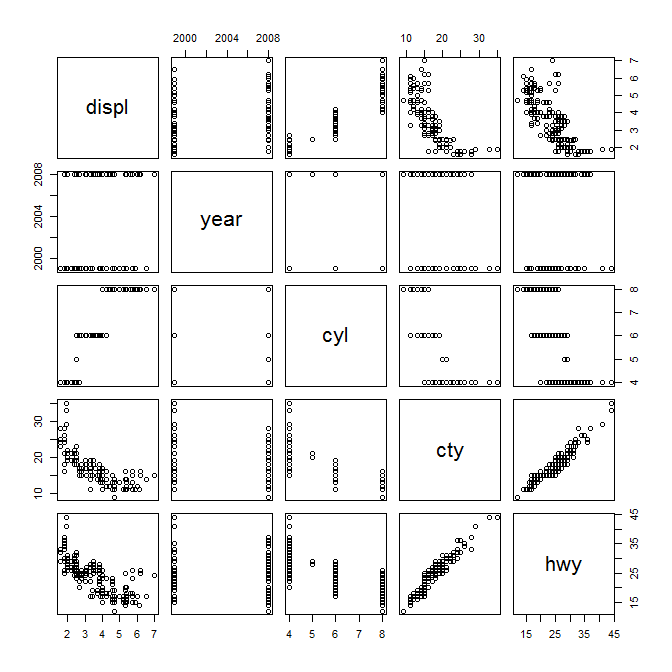 2000 2004 2008 10 20 30
displ
2 3 4 5 6 7
2000 2004 2008
year
cyl
4 5 6 7 8
10 20 30
cty
hwy
15 25 35 45
2 3 4 5 6 7 4 5 6 7 8 15 25 35 45